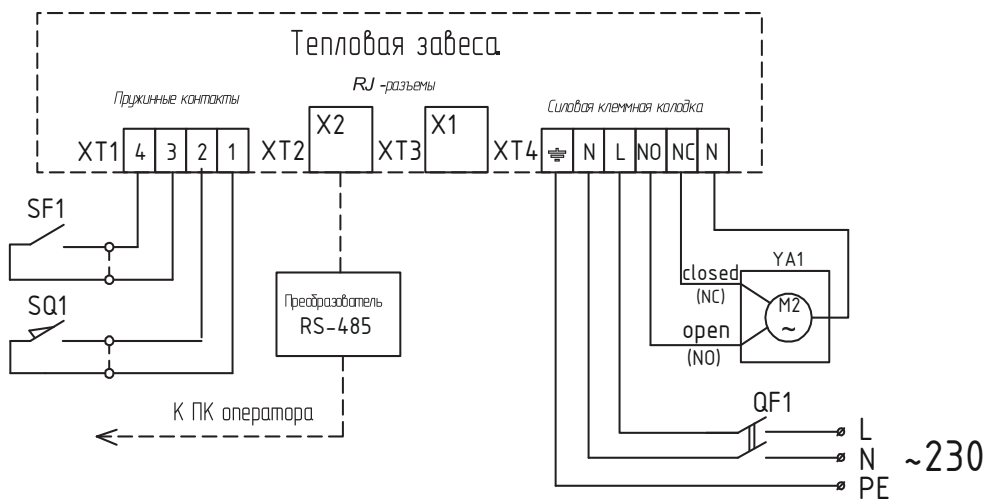 Тепловая завеса.
RJ -разъемы
Пружинные контакты
Силовая клеммная колодка
XT1 4 3 2 1
XT2 X2
XT3 X1
XT4 N L NO NC N
SF1
SQ1
Преобразователь
RS-485
К ПК оператора
YA1
closed
(NC)
M2
~
open
(NO)
QF1
L
N
PE
~230